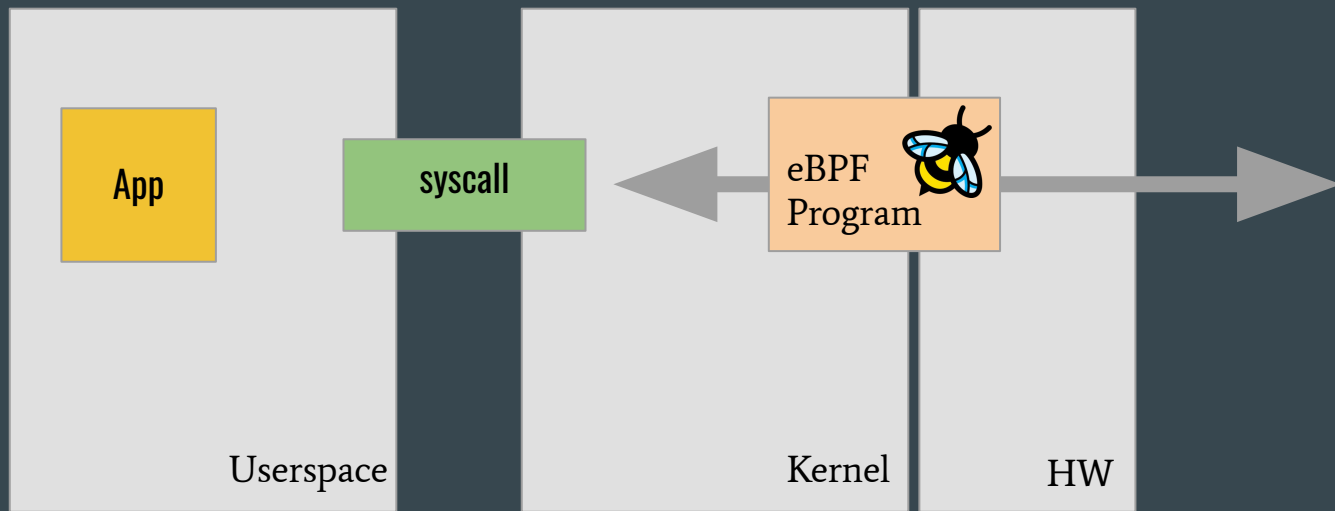 App
syscall
eBPF
Program
Userspace
Kernel
HW